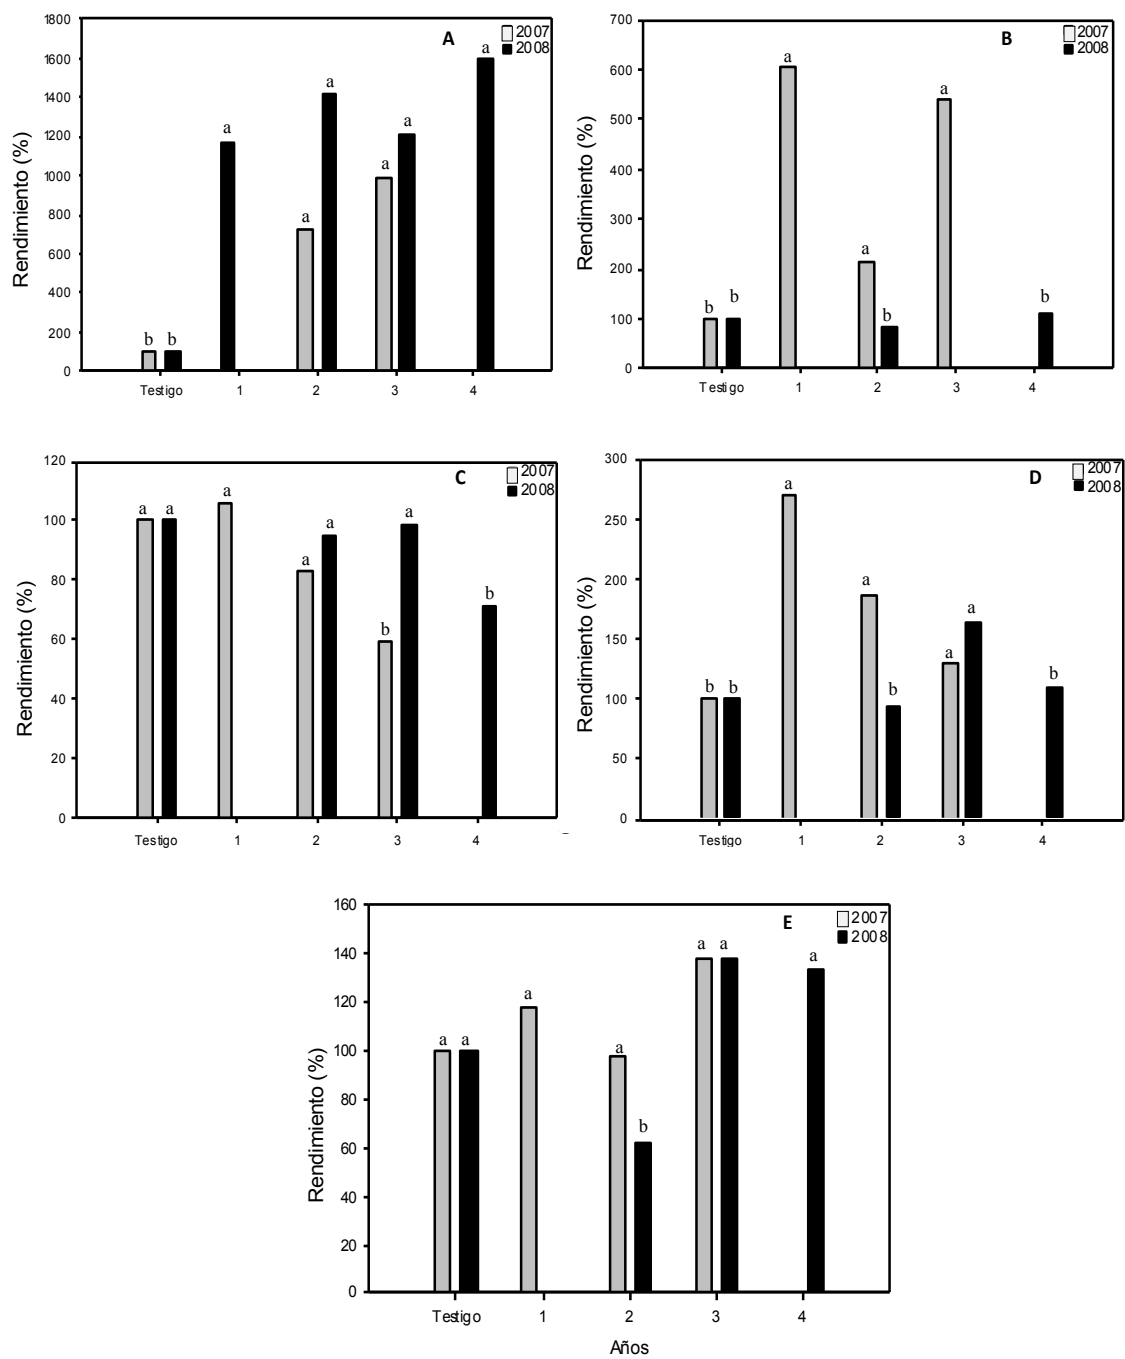 A
2007
2008
Rendimiento (%)
1800
1600
1400
1200
1000
800
600
400
200
0
b b a a a a a a
Testigo 1 2 3 4
B
2007
2008
Rendimiento (%)
700
600
500
400
300
200
100
0
b b a a b a b
Testigo 1 2 3 4
C
2007
2008
Rendimiento (%)
120
100
80
60
40
20
0
a a a a a b a b
Testigo 1 2 3 4
D
2007
2008
Rendimiento (%)
300
250
200
150
100
50
0
b b a a b a a b
Testigo 1 2 3 4
E
2007
2008
Rendimiento (%)
160
140
120
100
80
60
40
20
0
a a a a b a a a
Testigo 1 2 3 4
Años